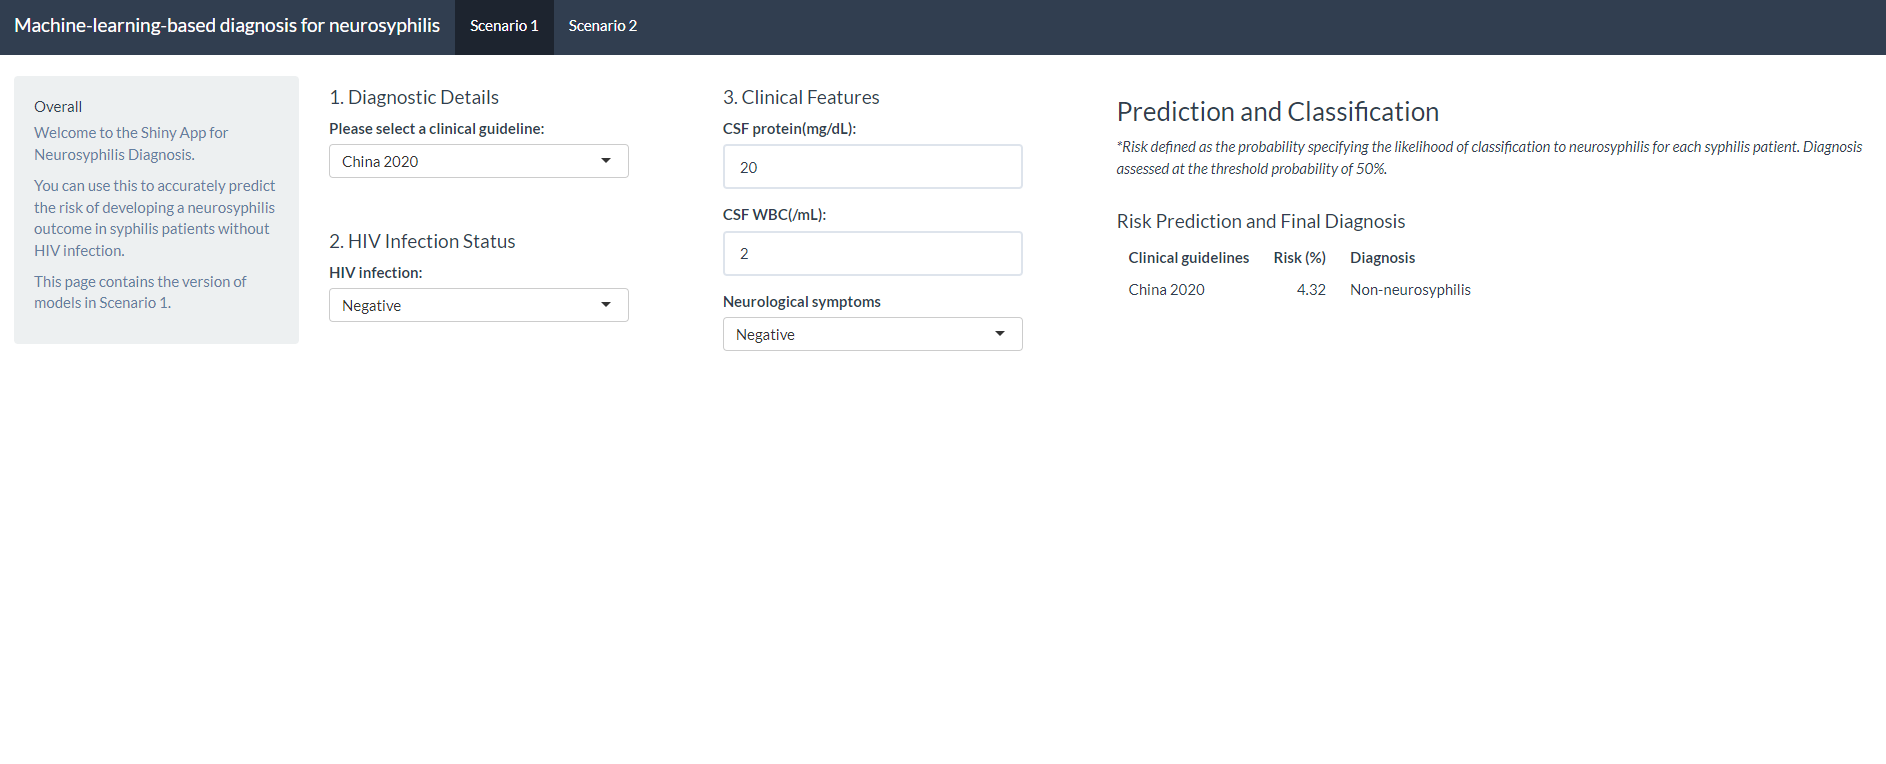 Machine-learning-based diagnosis for neurosyphilis
Scenario 1
Scenario 2
Overall
Welcome to the Shiny App for
Neurosyphilis Diagnosis.
You can use this to accurately predict
the risk of developing a neurosyphilis
outcome in syphilis patients without
HIV infection.
This page contains the version of
models in Scenario 1.
1. Diagnostic Details
Please select a clinical guideline:
China 2020
2. HIV Infection Status
HIV infection:
Negative
3. Clinical Features
CSF protein(mg/dL):
20
CSF WBC(/mL):
2
Neurological symptoms
Negative
Prediction and Classification
*Risk defined as the probability specifying the likelihood of classification to neurosyphilis for each syphilis patient. Diagnosis
assessed at the threshold probability of 50%.
Risk Prediction and Final Diagnosis
Clinical guidelines Risk (%) Diagnosis
China 2020 4.32 Non-neurosyphilis